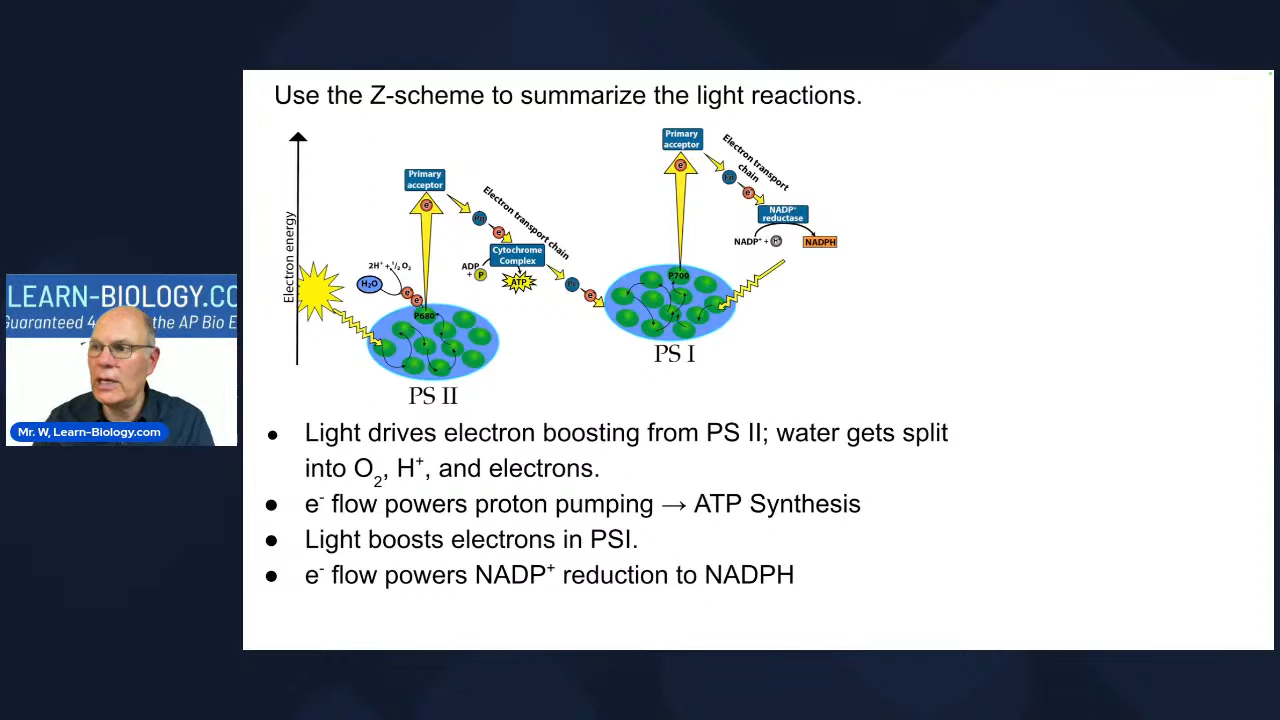 Use the Z-scheme to summarize the light reactions.
Electron energy
Primary
acceptor
e⁻
Electron transport chain
Pq
e⁻
Cytochrome
Complex
ADP
+ P
ATP
Pc
e⁻
2H⁺ + ½ O₂
H₂O
e⁻
e⁻
P680
PS II
Primary
acceptor
e⁻
Electron transport
chain
Fd
e⁻
NADP⁺
reductase
NADP⁺ + H⁺
NADPH
P700
PS I
LEARN-BIOLOGY.CO
Guaranteed 4
the AP Bio E
Mr. W, Learn-Biology.com
● Light drives electron boosting from PS II; water gets split
into O₂, H⁺, and electrons.
● e⁻ flow powers proton pumping → ATP Synthesis
● Light boosts electrons in PSI.
● e⁻ flow powers NADP⁺ reduction to NADPH